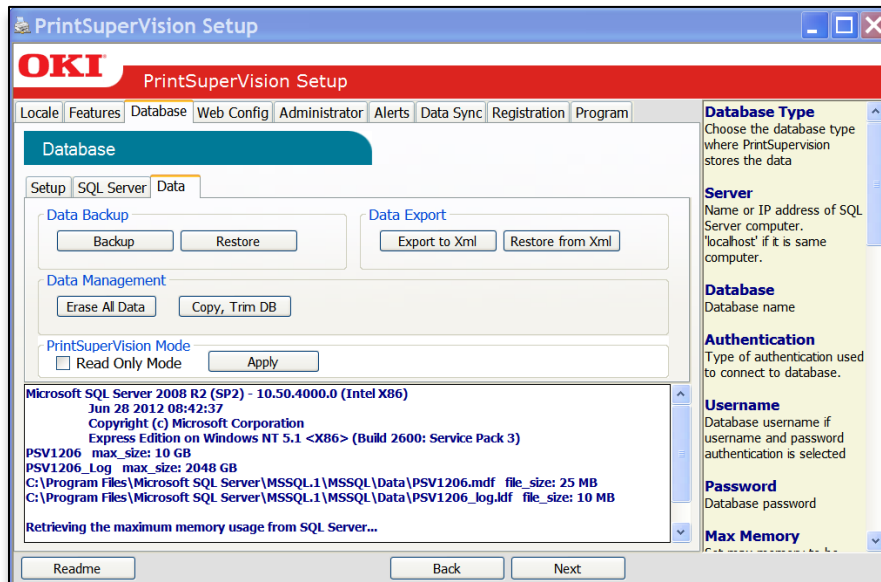 PrintSuperVision Setup
OKI
PrintSuperVision Setup
Locale Features Database Web Config Administrator Alerts Data Sync Registration Program
Database
Setup SQL Server Data
Data Backup
Backup Restore
Data Export
Export to Xml Restore from Xml
Data Management
Erase All Data Copy, Trim DB
PrintSuperVision Mode
Read Only Mode Apply
Microsoft SQL Server 2008 R2 (SP2) - 10.50.4000.0 (Intel X86)
Jun 28 2012 08:42:37
Copyright (c) Microsoft Corporation
Express Edition on Windows NT 5.1 <X86> (Build 2600: Service Pack 3)
PSV1206 max_size: 10 GB
PSV1206_Log max_size: 2048 GB
C:\Program Files\Microsoft SQL Server\MSSQL.1\MSSQL\Data\PSV1206.mdf file_size: 25 MB
C:\Program Files\Microsoft SQL Server\MSSQL.1\MSSQL\Data\PSV1206_log.ldf file_size: 10 MB
Retrieving the maximum memory usage from SQL Server...
Database Type
Choose the database type
where PrintSupervision
stores the data
Server
Name or IP address of SQL
Server computer.
'localhost' if it is same
computer.
Database
Database name
Authentication
Type of authentication used
to connect to database.
Username
Database username if
username and password
authentication is selected
Password
Database password
Max Memory
Readme Back Next